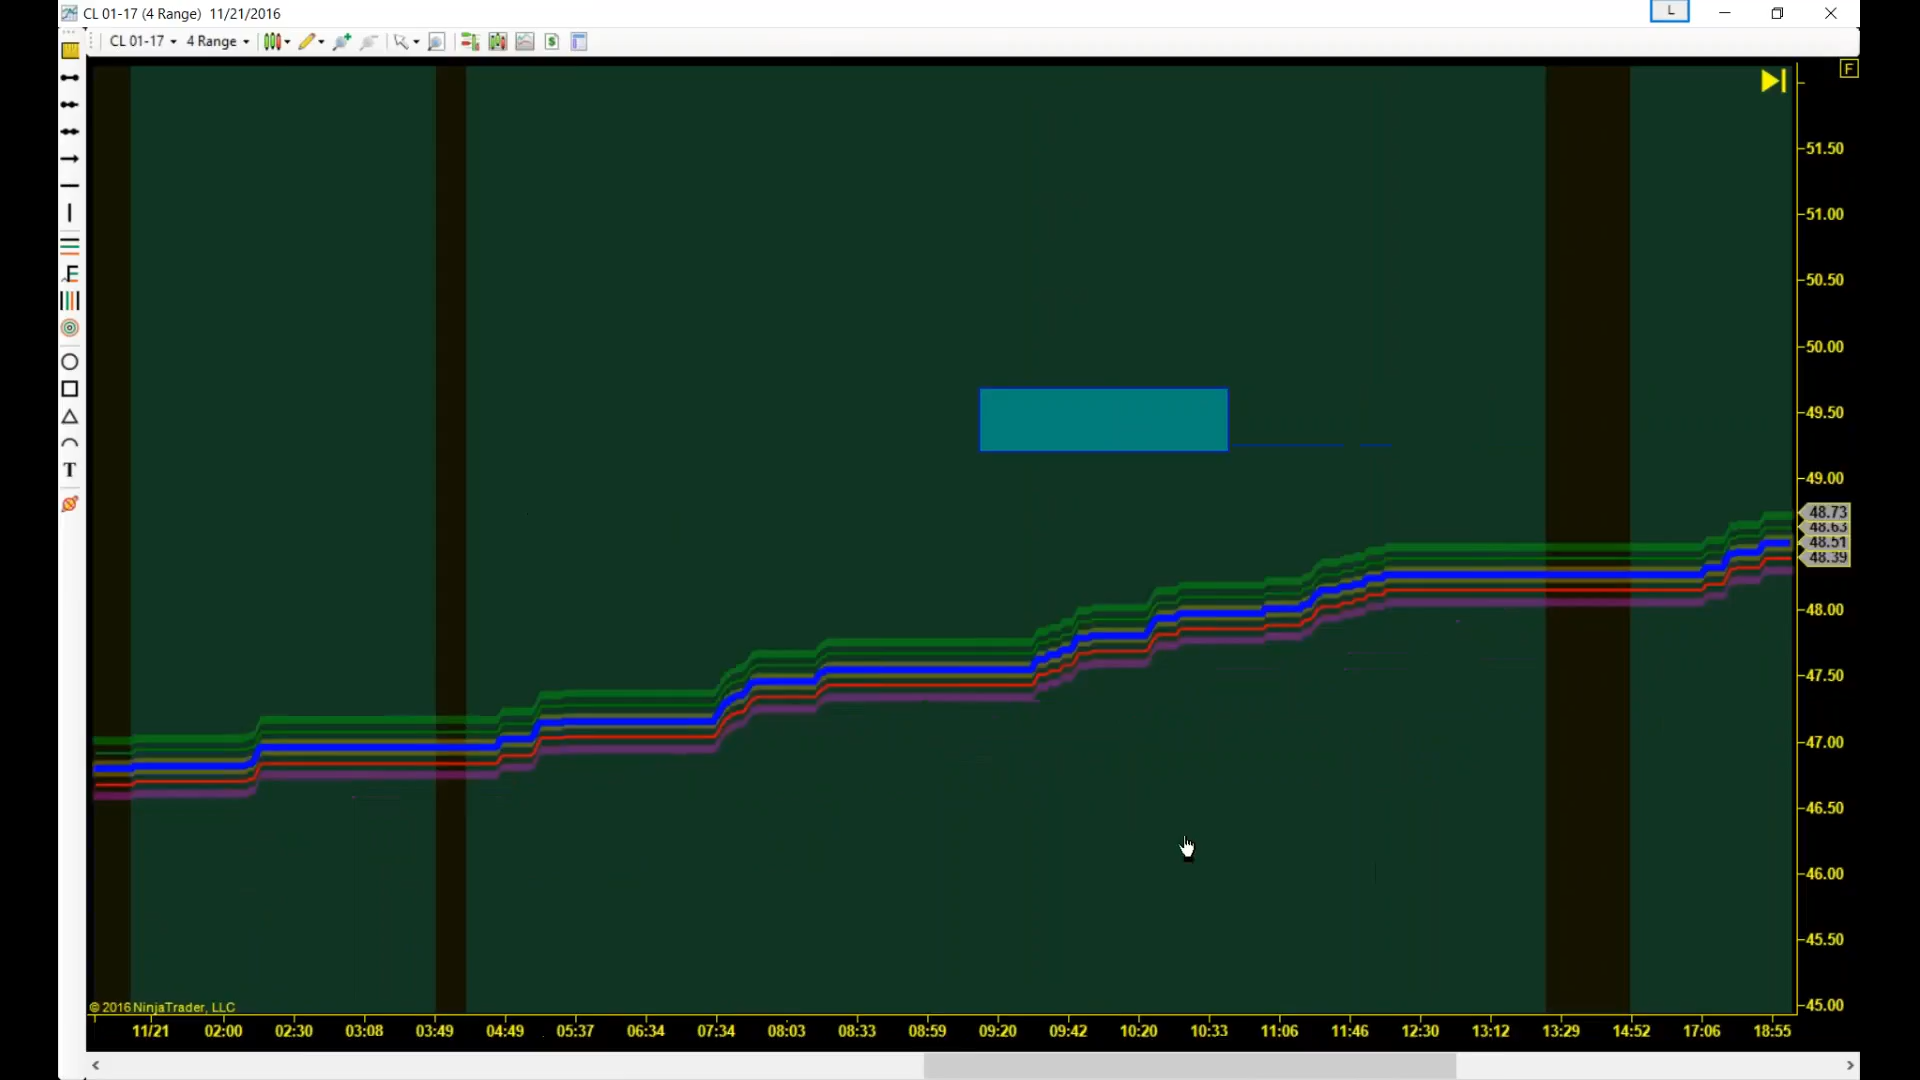 CL 01-17 (4 Range) 11/21/2016
L
CL 01-17
4 Range
F
51.50
51.00
50.50
50.00
49.50
49.00
48.73
48.63
48.51
48.39
48.00
47.50
47.00
46.50
46.00
45.50
45.00
E
T
© 2016 NinjaTrader, LLC
11/21 02:00 02:30 03:08 03:49 04:49 05:37 06:34 07:34 08:03 08:33 08:59 09:20 09:42 10:20 10:33 11:06 11:46 12:30 13:12 13:29 14:52 17:06 18:55